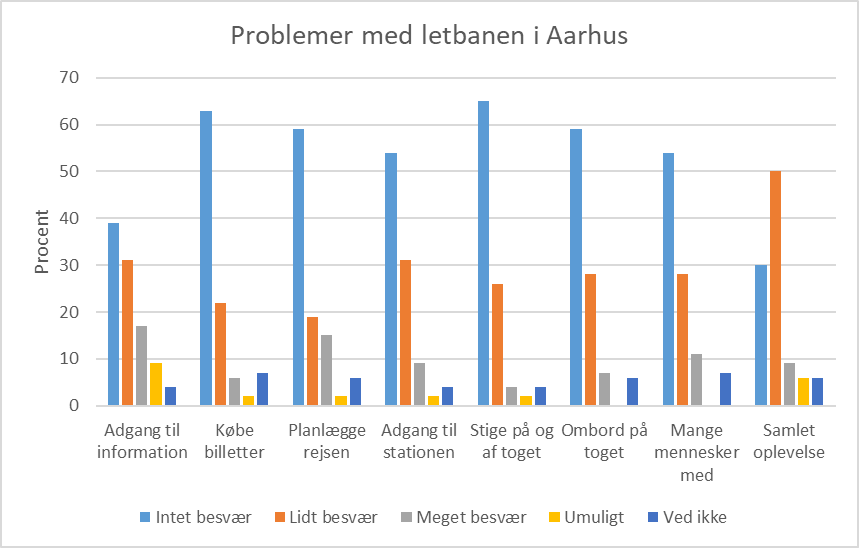 Problemer med letbanen i Aarhus
Procent
70
60
50
40
30
20
10
0
Adgang til
information
Købe
billetter
Planlægge
rejsen
Adgang til
stationen
Stige på og
af toget
Ombord på
toget
Mange
mennesker
med
Samlet
oplevelse
Intet besvær Lidt besvær Meget besvær Umuligt Ved ikke